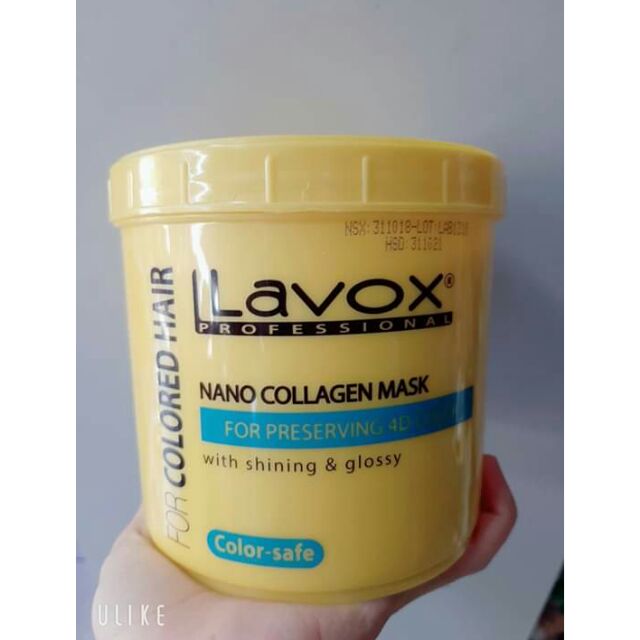 NSX: 311018-LOT:
HSD: 311021
Lavox®
PROFESSIONAL
FOR COLORED HAIR
NANO COLLAGEN MASK
FOR PRESERVING 4D
with shining & glossy
Color-safe
ULIKE